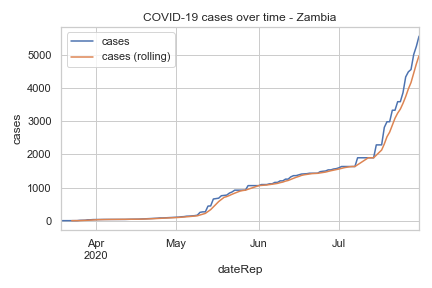 COVID-19 cases over time - Zambia
cases
cases (rolling)
5000
4000
3000
2000
1000
0
cases
Apr
2020
May
Jun
Jul
dateRep